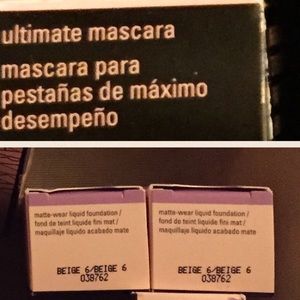 ultimate mascara
mascara para
pestañas de máximo
desempeño
matte-wear liquid foundation /
fond de teint liquide fini mat /
maquillaje líquido acabado mate
BEIGE 6/BEIGE 6
038762
matte-wear liquid foundation /
fond de teint liquide fini mat /
maquillaje líquido acabado mate
BEIGE 6/BEIGE 6
038762